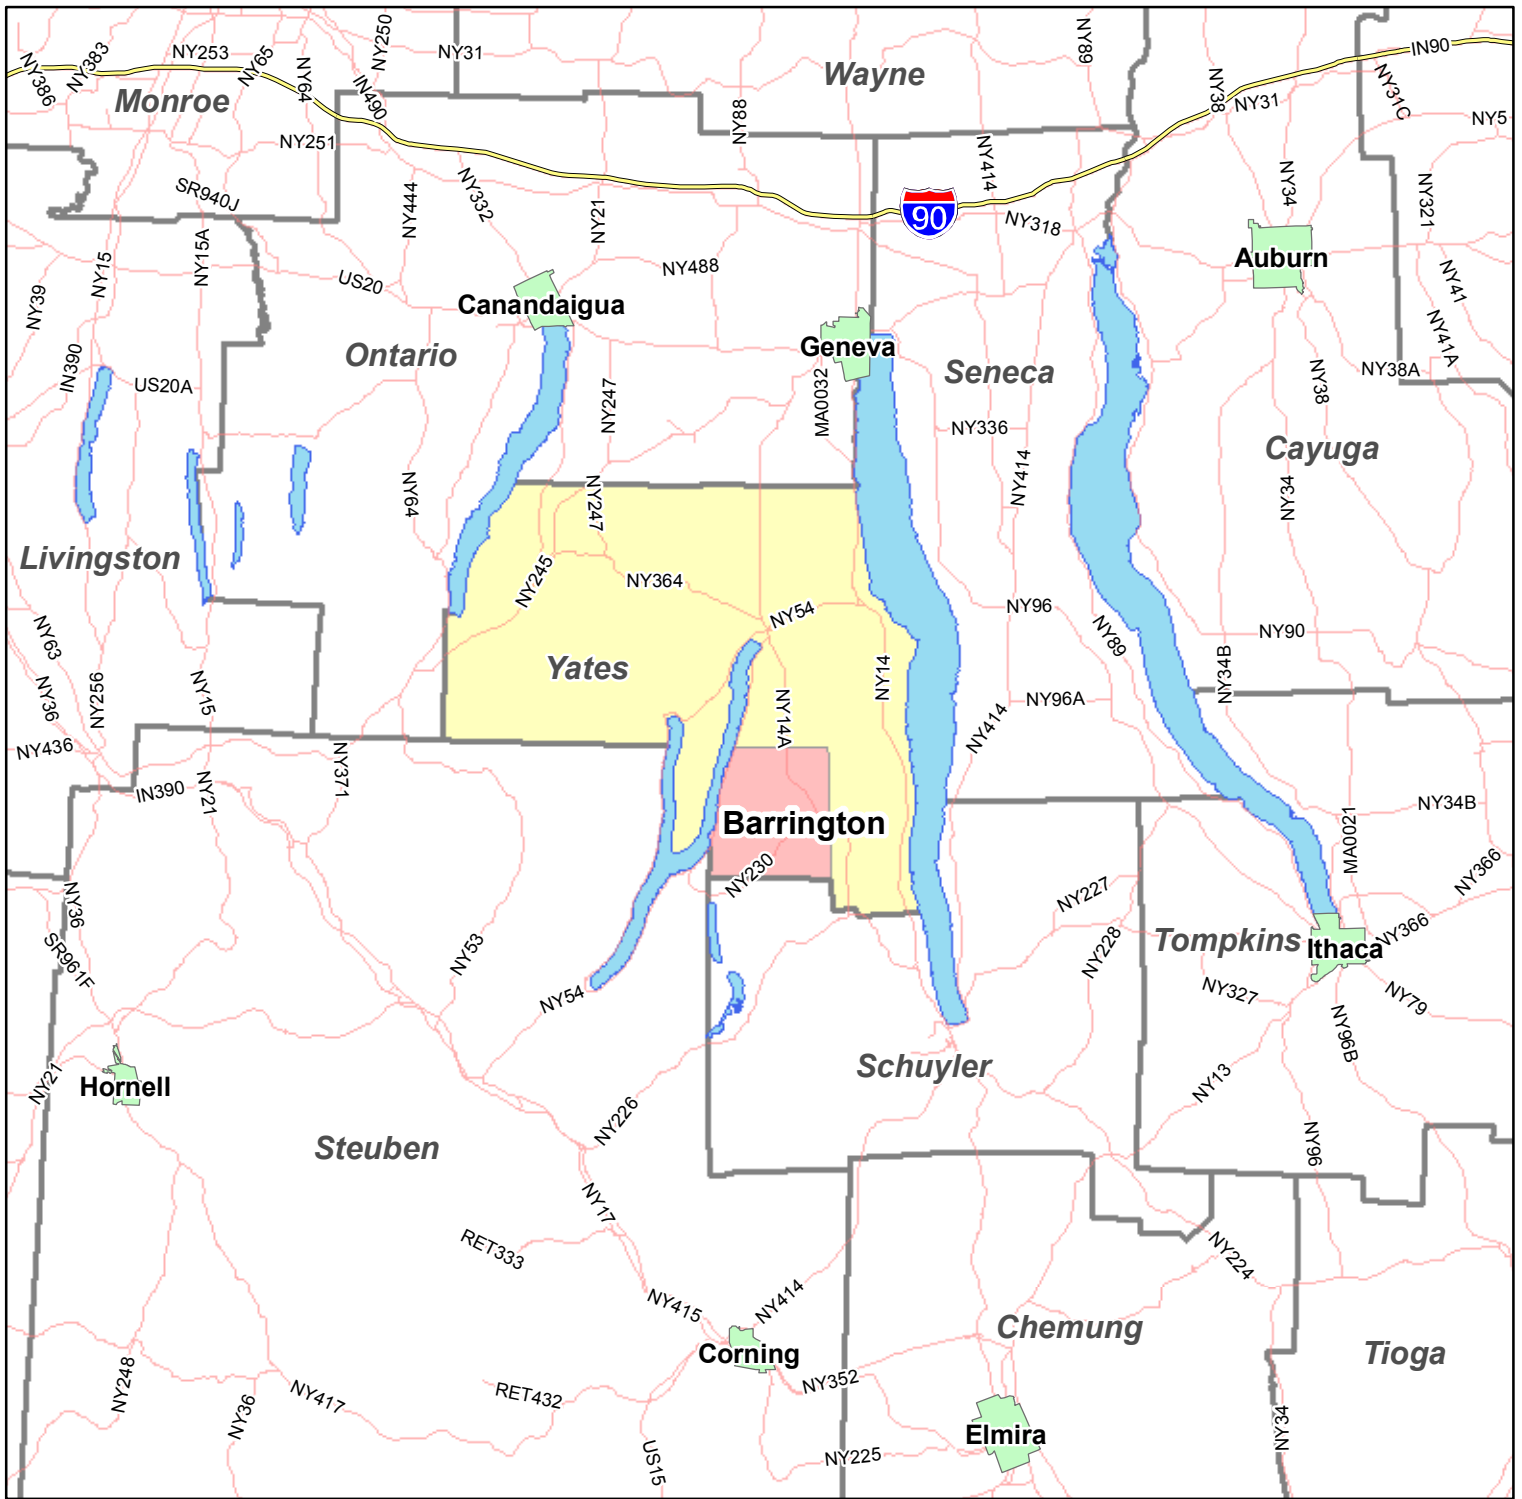 NY386
NY383
NY253
NY65
NY64
IN490
NY250
NY31
Wayne
NY89
NY38
NY31
IN90
NY31C
NY5
Monroe
NY251
NY88
NY414
SR940J
NY444
NY332
NY21
90
NY318
NY34
NY321
NY15
NY15A
US20
NY488
Auburn
NY41
NY39
Canandaigua
Geneva
NY41A
IN390
US20A
Ontario
NY247
MA0032
Seneca
NY38
NY38A
NY336
Cayuga
NY64
NY247
NY414
NY34
Livingston
NY245
NY364
NY54
NY96
NY89
NY90
NY63
NY36
NY256
NY15
Yates
NY14A
NY14
NY96A
NY34B
NY414
NY436
IN390
NY21
NY371
Barrington
NY34B
MA0021
NY230
NY366
NY36
SR961F
NY53
NY54
NY227
NY228
Tompkins
Ithaca
NY366
NY327
NY79
NY96B
NY21
Hornell
Schuyler
NY13
NY226
Steuben
NY96
NY17
RET333
NY224
NY415
NY414
Chemung
Tioga
Corning
NY352
NY248
NY36
NY417
RET432
US15
NY225
Elmira
NY34